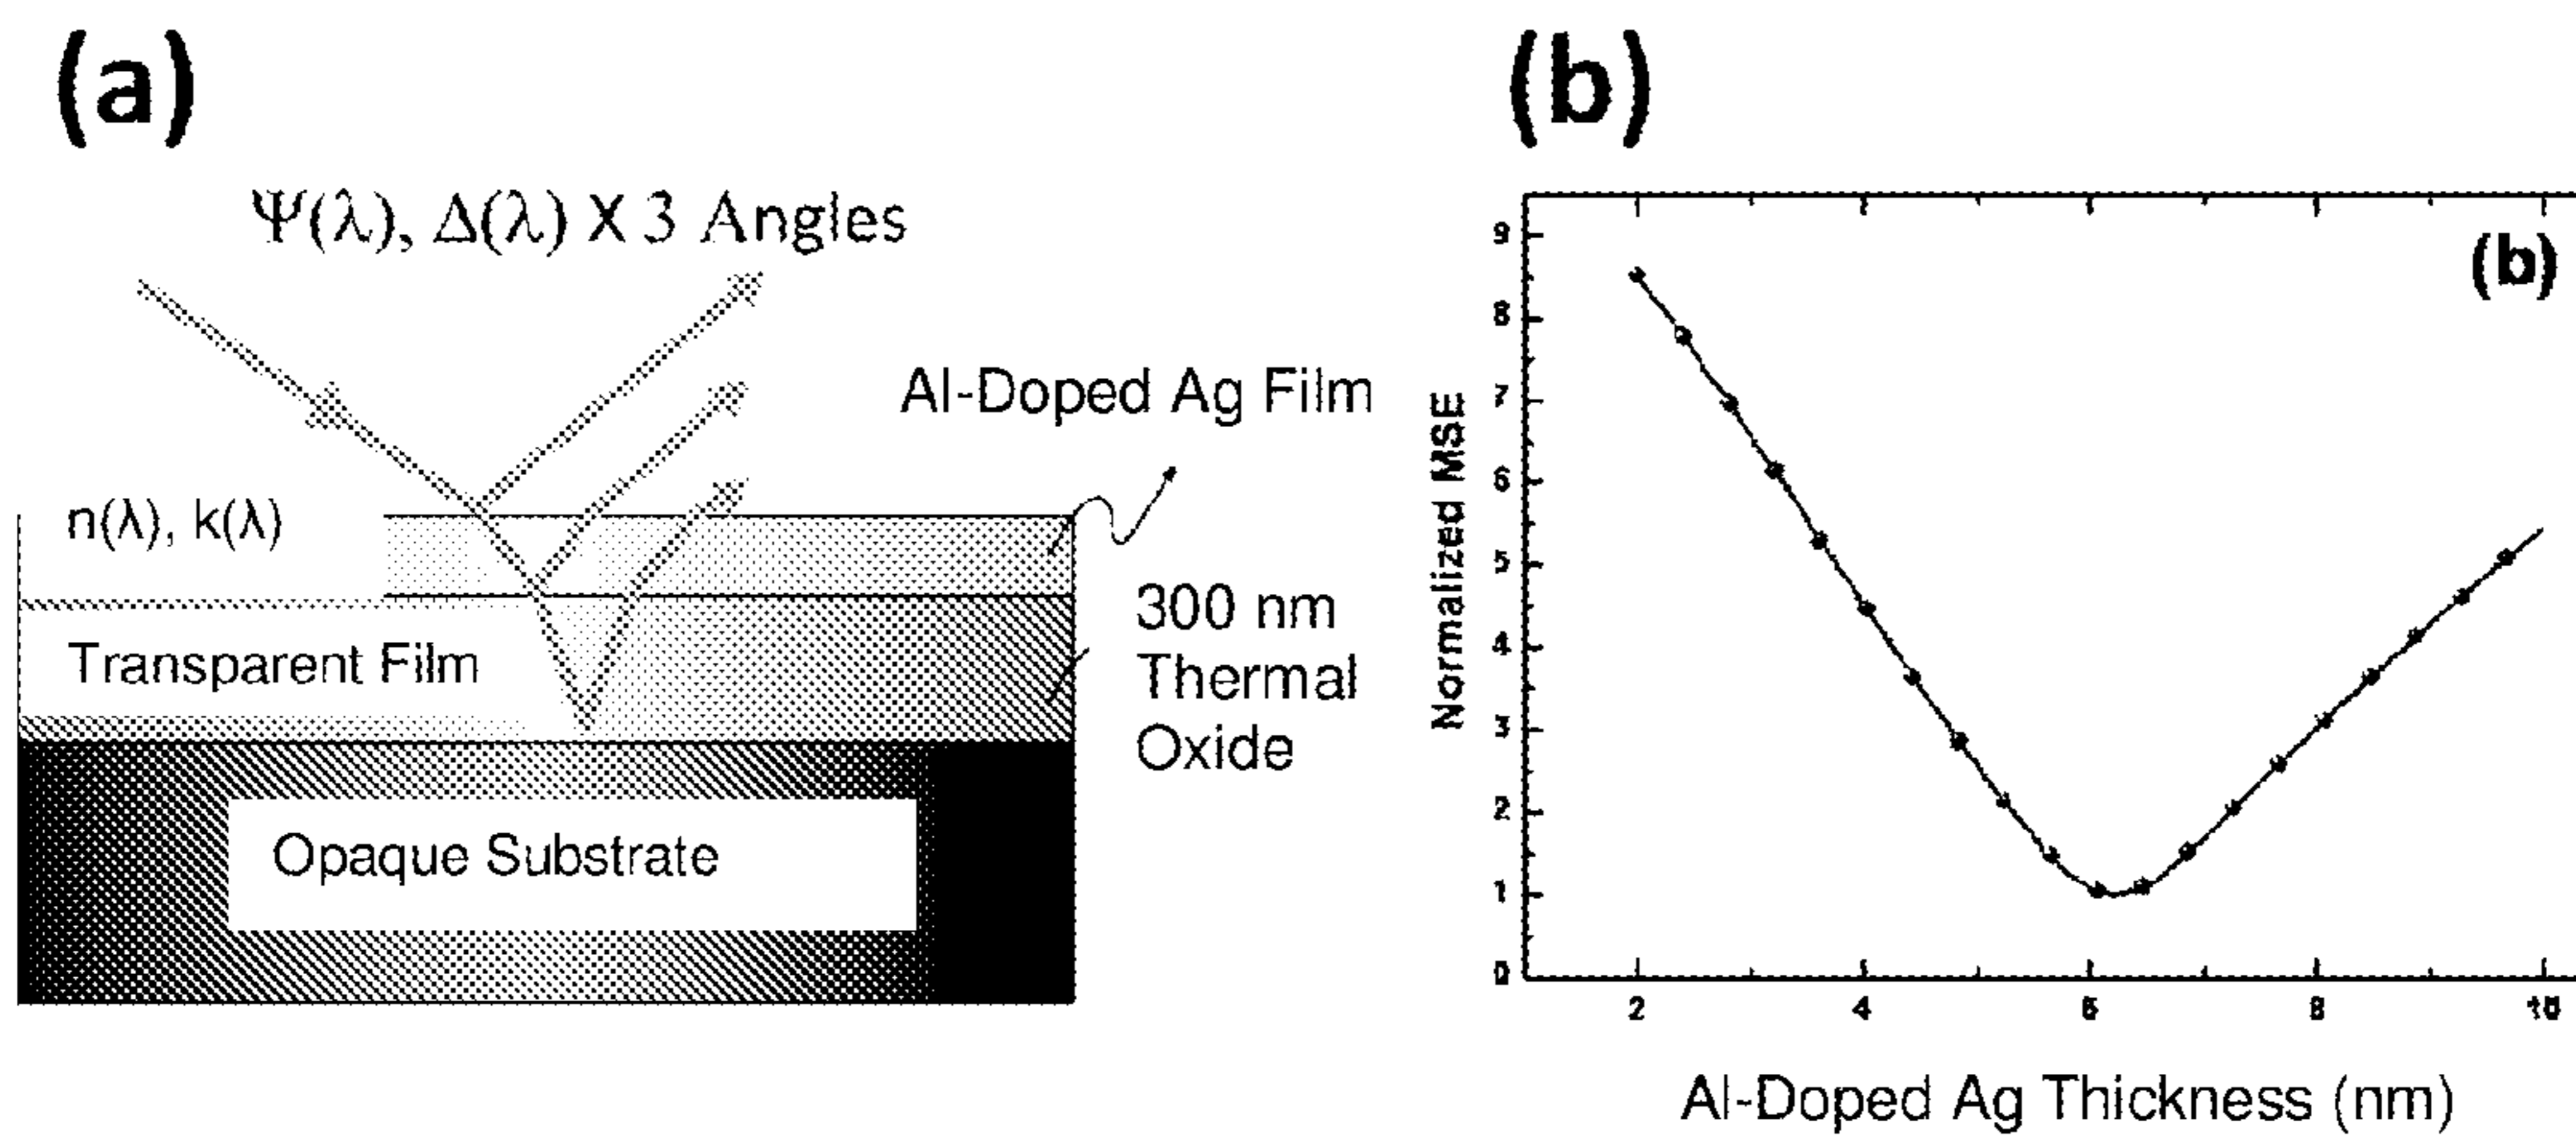 (a)
Ψ(λ), Δ(λ) X 3 Angles
Al-Doped Ag Film
n(λ), k(λ)
Transparent Film
300 nm
Thermal
Oxide
Opaque Substrate
(b)
(b)
Normalized MSE
9
8
7
6
5
4
3
2
1
0
2
4
6
8
10
Al-Doped Ag Thickness (nm)